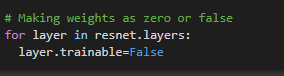 # Making weights as zero or false
for layer in resnet.layers:
  layer.trainable=False